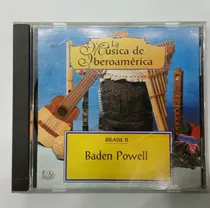 La
Música de
Iberoamérica
BRASIL II
Baden Powell